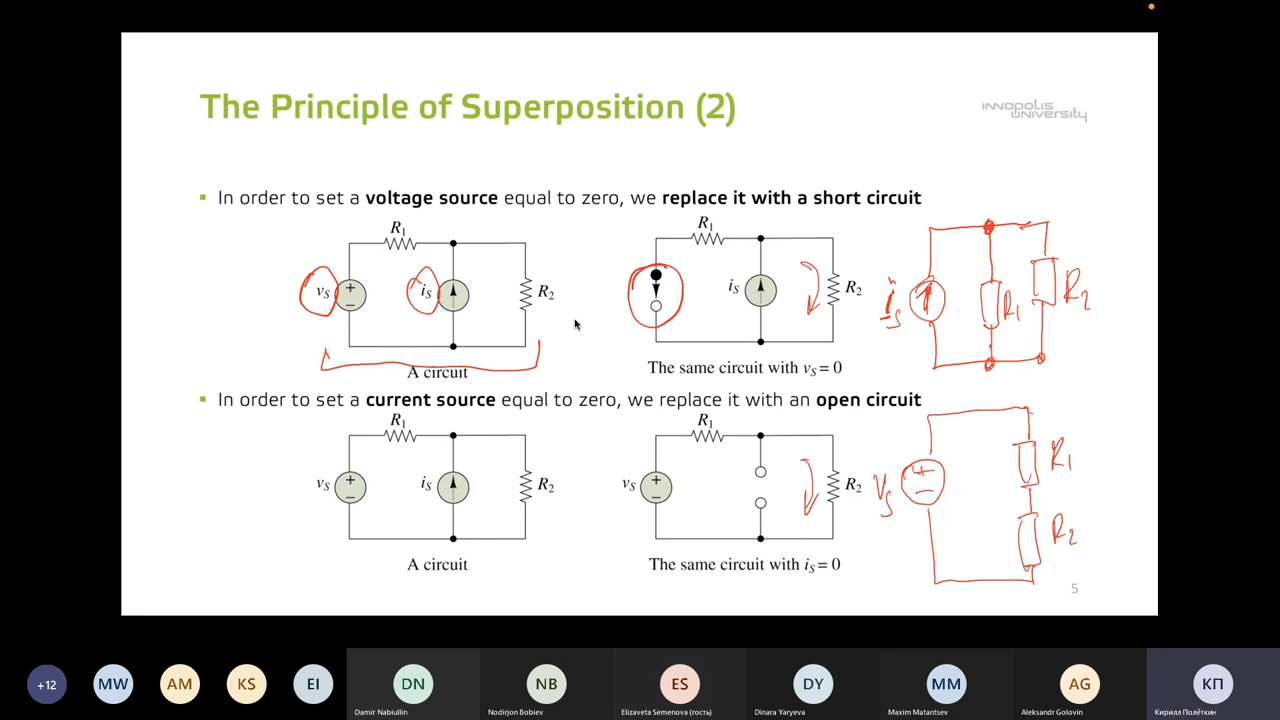 The Principle of Superposition (2)
INNOPOLIS
UNIVERSITY
▪ In order to set a voltage source equal to zero, we replace it with a short circuit
R1
vS
+
−
iS
R2
A circuit
R1
iS
R2
The same circuit with vS = 0
iS
R1
R2
▪ In order to set a current source equal to zero, we replace it with an open circuit
R1
vS
+
−
iS
R2
A circuit
R1
vS
+
−
R2
The same circuit with iS = 0
VS
+
−
R1
R2
5
+12
MW
AM
KS
EI
DN
Damir Nabiullin
NB
Nodirjon Bobiev
ES
Elizaveta Semenova (гость)
DY
Dinara Yaryeva
MM
Maxim Matantsev
AG
Aleksandr Golovin
КП
Кирилл Полёткин